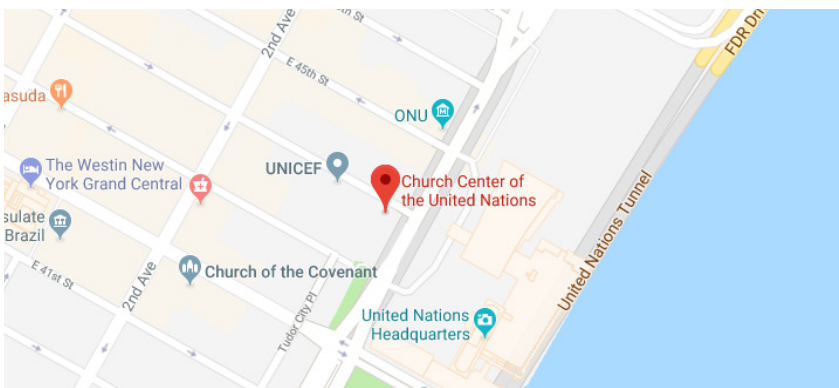 2nd Ave
FDR Dr
E 45th St
asuda
ONU
UNICEF
The Westin New
York Grand Central
Church Center of
the United Nations
sulate
Brazil
Church of the Covenant
E 41st St
2nd Ave
Tudor City Pl
United Nations
Headquarters
United Nations Tunnel